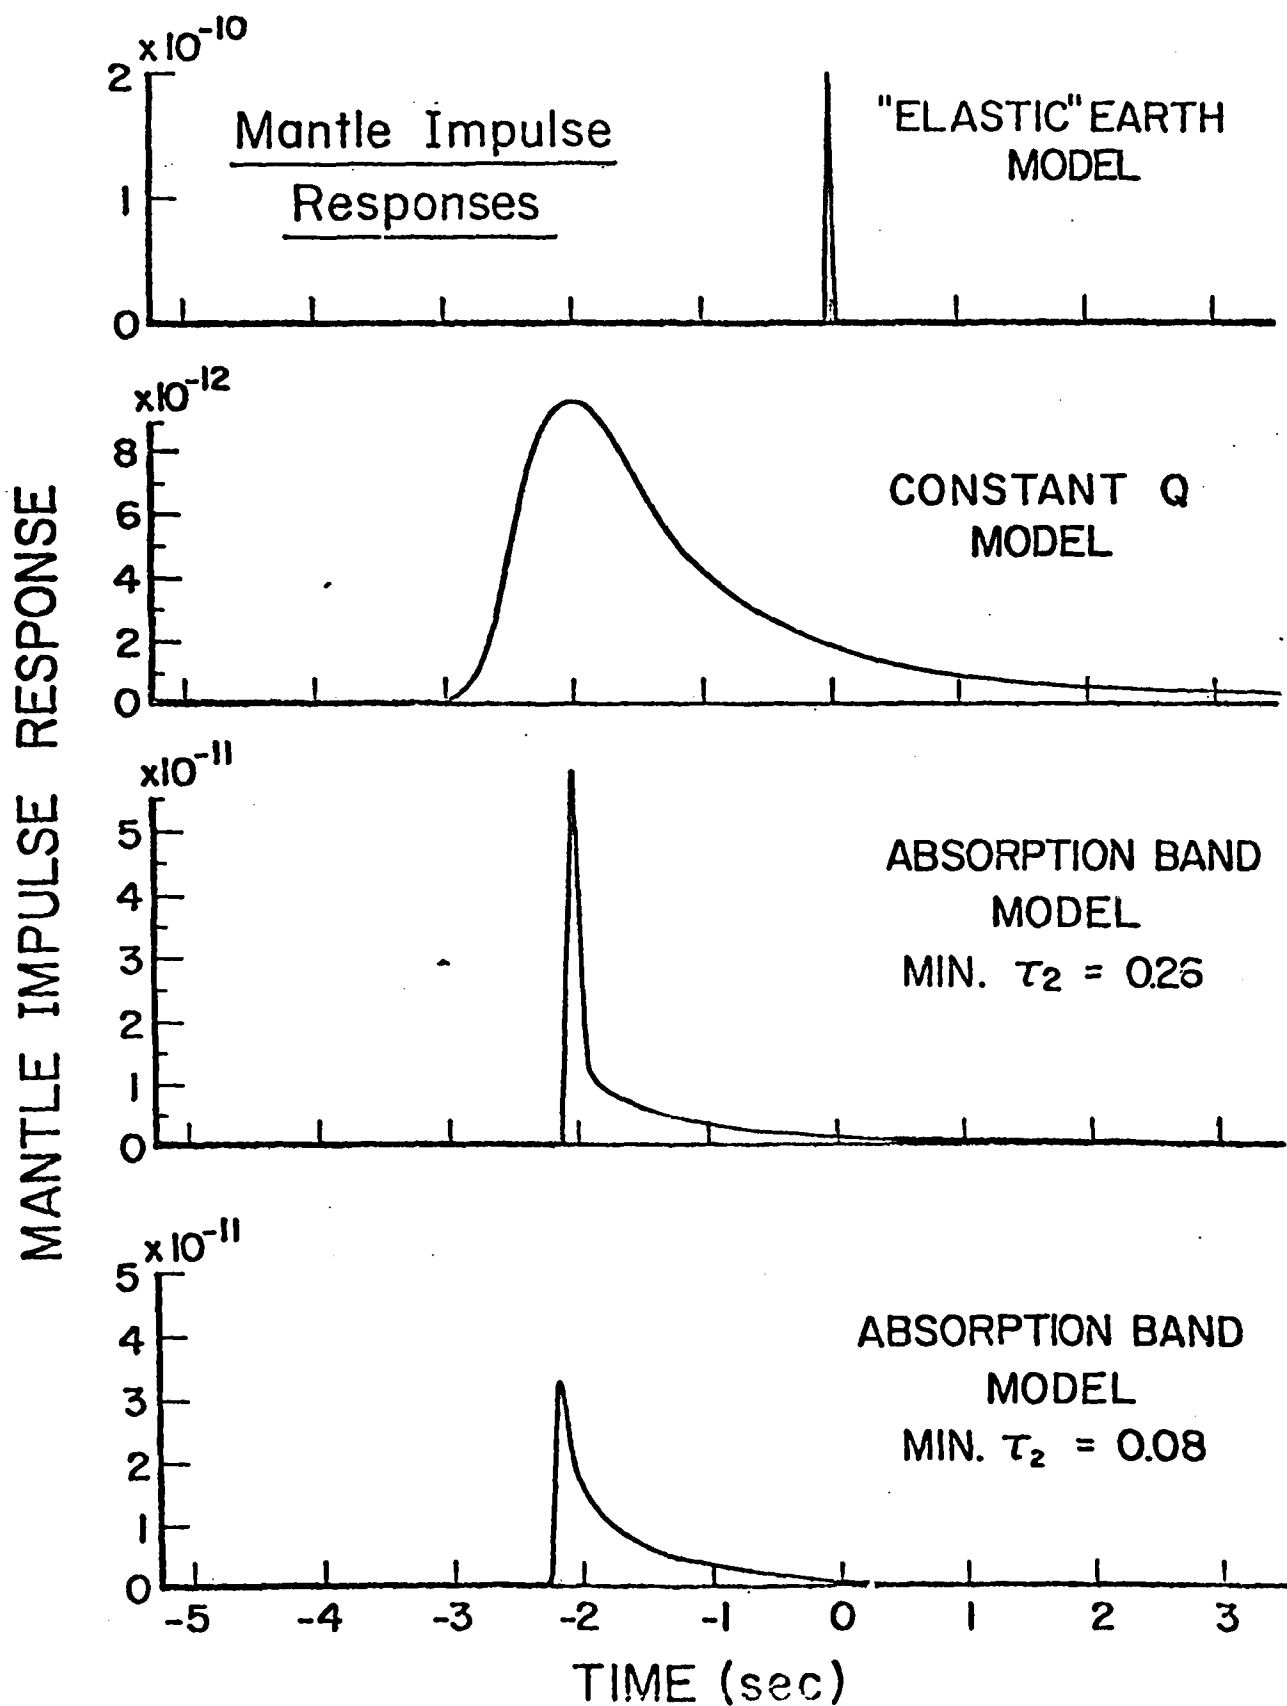 x10-10
2
1
0
Mantle Impulse
Responses
"ELASTIC" EARTH
MODEL
x10-12
8
6
4
2
0
CONSTANT Q
MODEL
x10-11
5
4
3
2
1
0
ABSORPTION BAND
MODEL
MIN. τ2 = 0.26
x10-11
5
4
3
2
1
0
ABSORPTION BAND
MODEL
MIN. τ2 = 0.08
-5 -4 -3 -2 -1 0 1 2 3
TIME (sec)
MANTLE IMPULSE RESPONSE